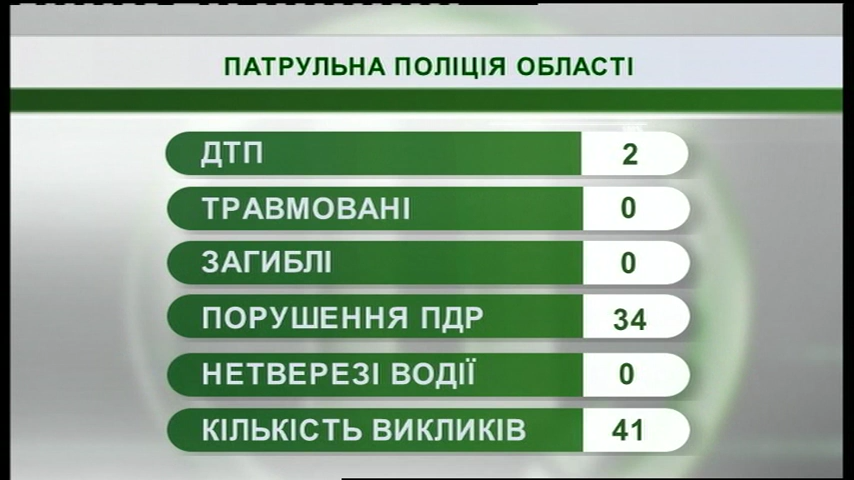 ПАТРУЛЬНА ПОЛІЦІЯ ОБЛАСТІ
ДТП 2
ТРАВМОВАНІ 0
ЗАГИБЛІ 0
ПОРУШЕННЯ ПДР 34
НЕТВЕРЕЗІ ВОДІЇ 0
КІЛЬКІСТЬ ВИКЛИКІВ 41